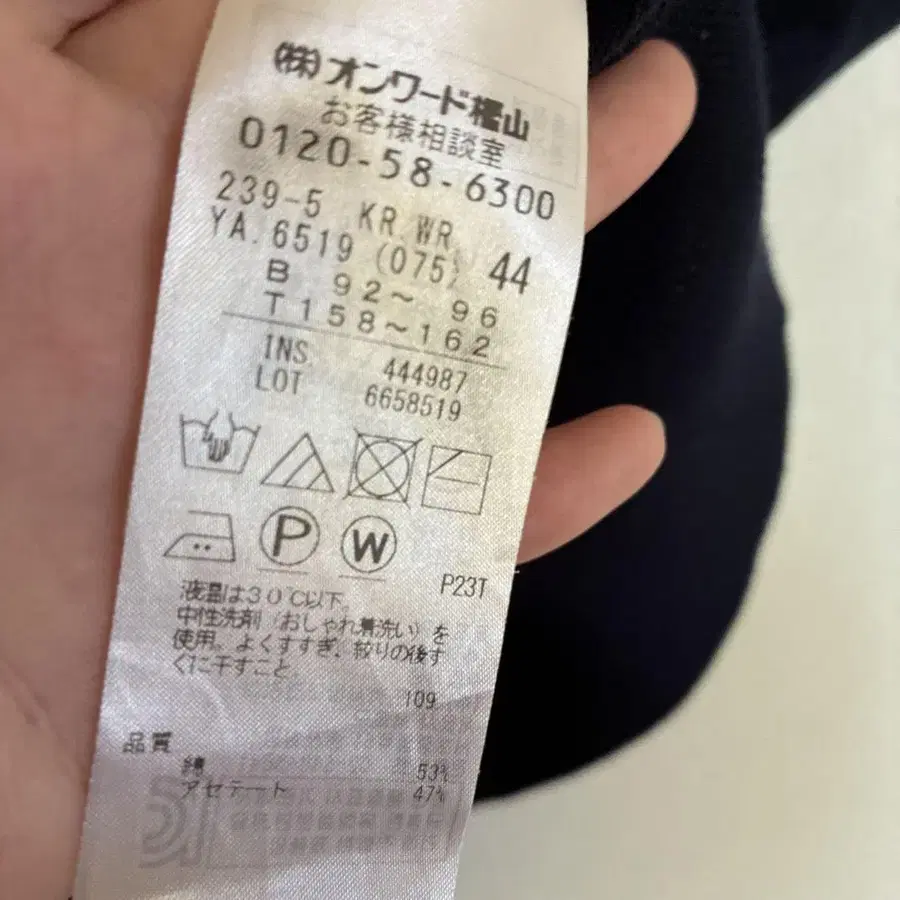 (株)オンワード樫山
お客様相談室
0120-58-6300
239-5 KR.WR
YA.6519 (075) 44
B 92～ 96
T 158～162
INS. 444987
LOT 6658519
P W
P23T
液温は30℃以下。
中性洗剤（おしゃれ着洗い）を
使用。よくすすぎ、絞りの後す
ぐに干すこと。
109
品質
綿 53%
アセテート 47%